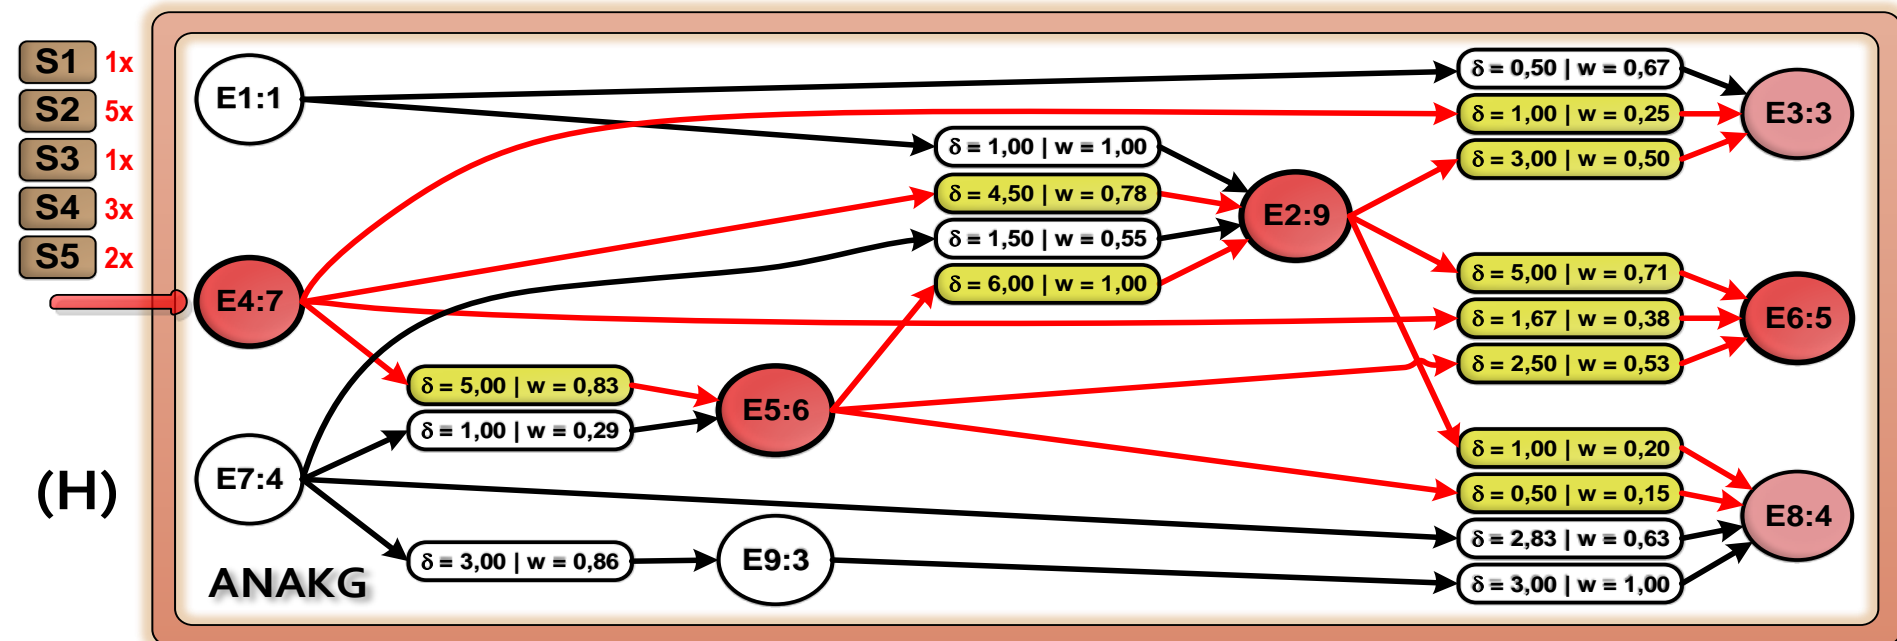 S1 1x
S2 5x
S3 1x
S4 3x
S5 2x
(H)
ANAKG
E1:1
E4:7
E7:4
δ = 5,00 | w = 0,83
δ = 1,00 | w = 0,29
δ = 3,00 | w = 0,86
E5:6
E9:3
δ = 1,00 | w = 1,00
δ = 4,50 | w = 0,78
δ = 1,50 | w = 0,55
δ = 6,00 | w = 1,00
E2:9
δ = 0,50 | w = 0,67
δ = 1,00 | w = 0,25
δ = 3,00 | w = 0,50
δ = 5,00 | w = 0,71
δ = 1,67 | w = 0,38
δ = 2,50 | w = 0,53
δ = 1,00 | w = 0,20
δ = 0,50 | w = 0,15
δ = 2,83 | w = 0,63
δ = 3,00 | w = 1,00
E3:3
E6:5
E8:4